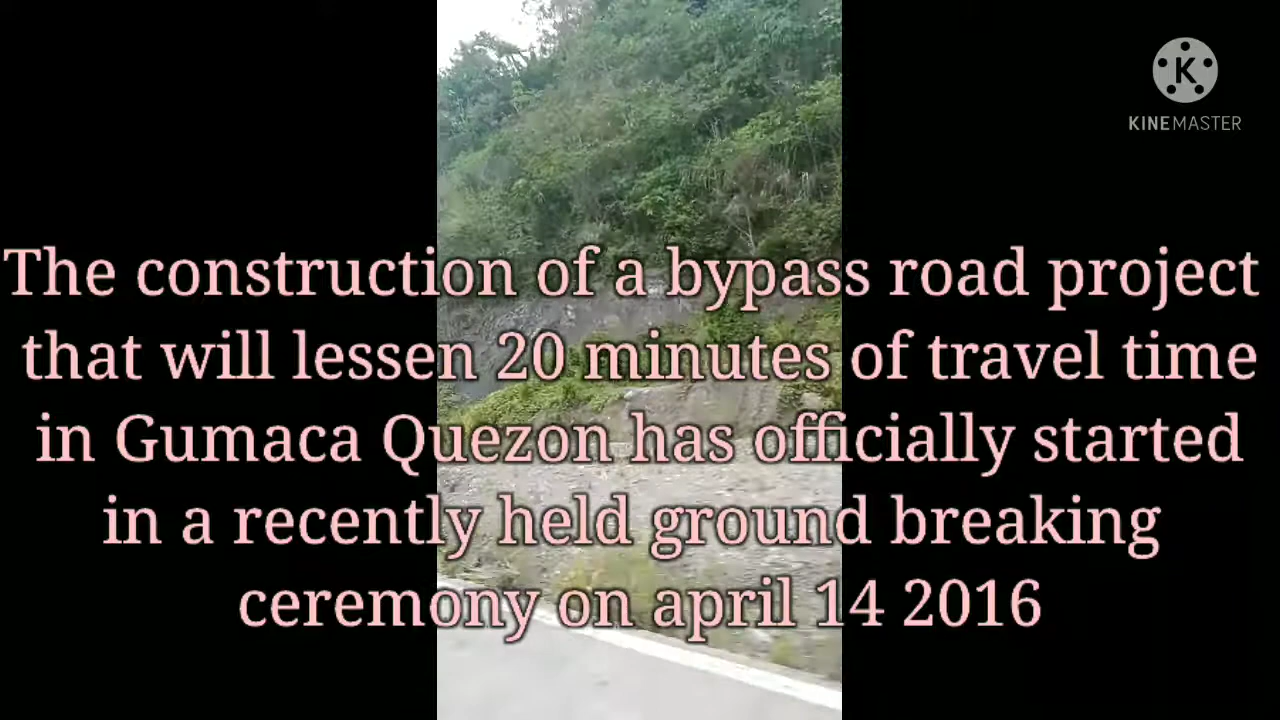 K
KINEMASTER
The construction of a bypass road project
that will lessen 20 minutes of travel time
in Gumaca Quezon has officially started
in a recently held ground breaking
ceremony on april 14 2016